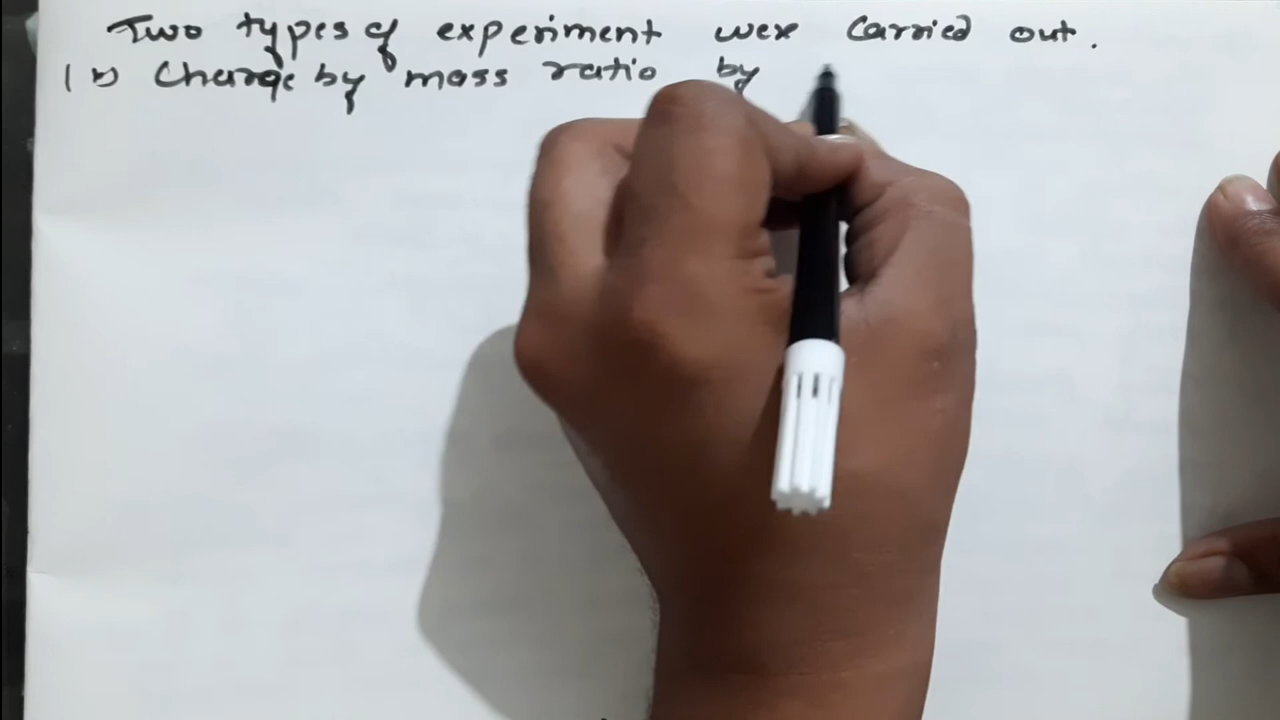 Two types of experiment were carried out.
(1) Charge by mass ratio by